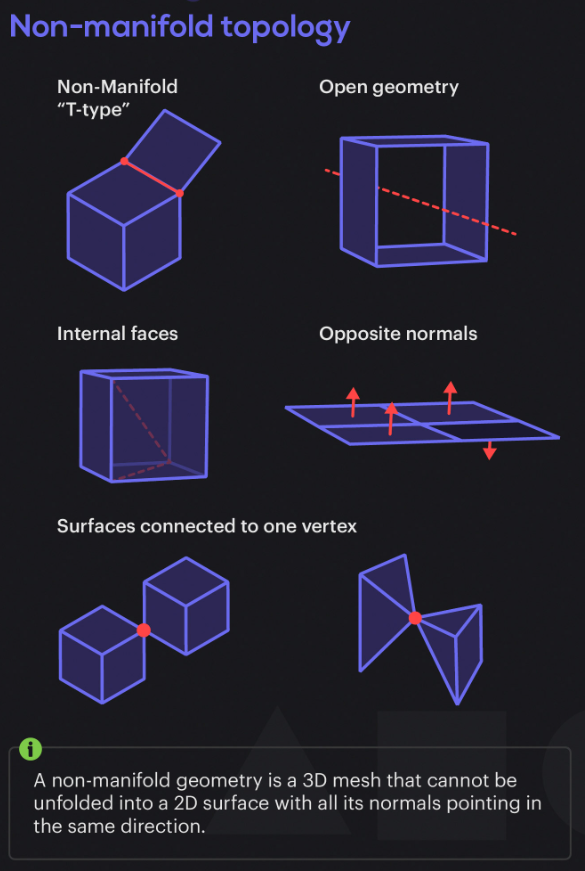 Non-manifold topology
Non-Manifold
“T-type”
Open geometry
Internal faces
Opposite normals
Surfaces connected to one vertex
i
A non-manifold geometry is a 3D mesh that cannot be
unfolded into a 2D surface with all its normals pointing in
the same direction.